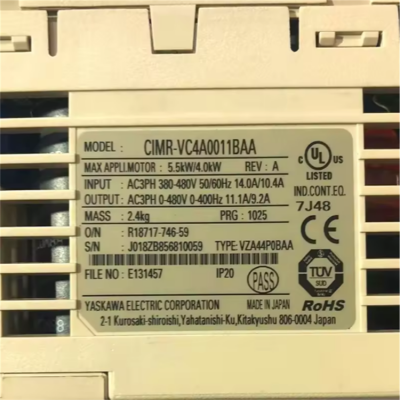 MODEL : CIMR-VC4A0011BAA
MAX APPLI.MOTOR : 5.5kW/4.0kW REV : A
INPUT : AC3PH 380-480V 50/60Hz 14.0A/10.4A
OUTPUT : AC3PH 0-480V 0-400Hz 11.1A/9.2A
MASS : 2.4kg PRG : 1025
O/N : R18717-746-59
S/N : J018ZB856810059 TYPE: VZA44P0BAA
FILE NO : E131457 IP20 PASS
YASKAWA ELECTRIC CORPORATION MADE IN JAPAN
2-1 Kurosaki-shiroishi,Yahatanishi-Ku,Kitakyushu 806-0004 Japan
C UL US
LISTED
IND.CONT.EQ.
7J48
TÜV
SUD
RoHS
8